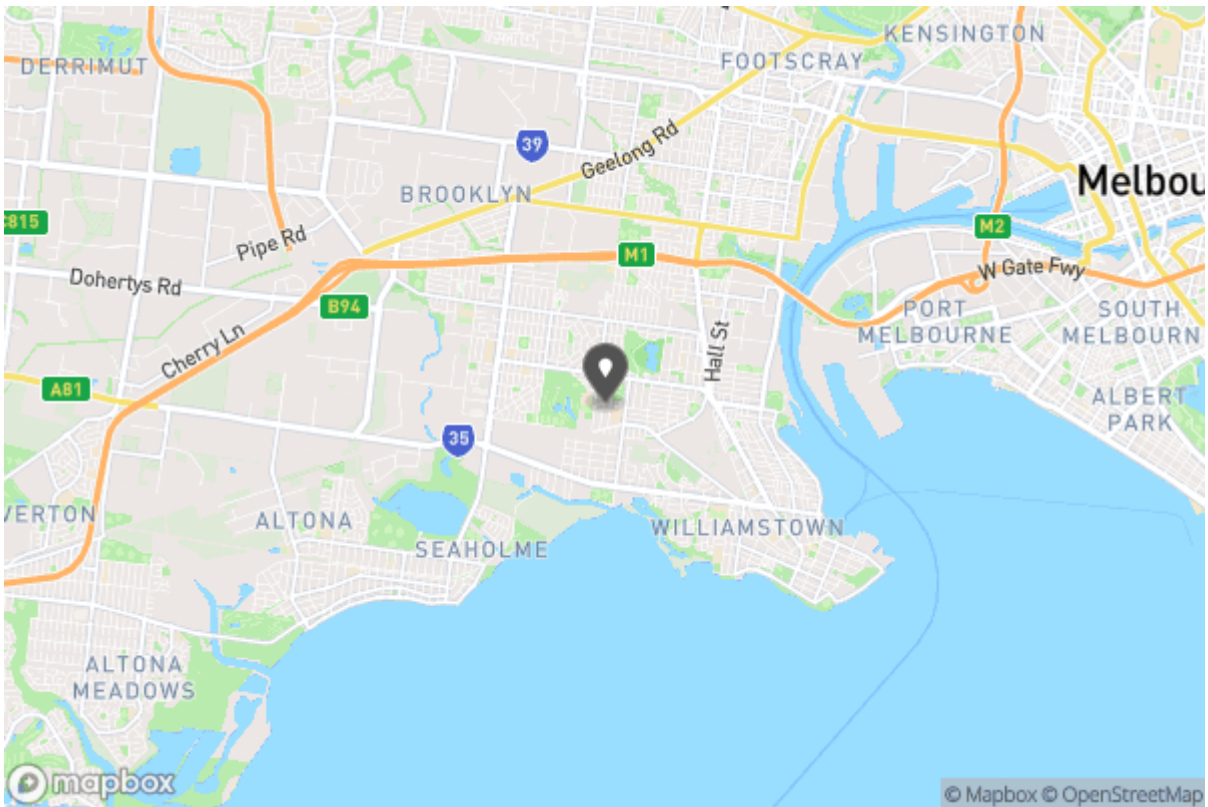 KENSINGTON
DERRIMUT
FOOTSCRAY
39
Geelong Rd
BROOKLYN
Melbou
C815
M2
Pipe Rd
M1
W Gate Fwy
Dohertys Rd
B94
PORT
MELBOURNE
SOUTH
MELBOURN
Cherry Ln
Hall St
A81
ALBERT
PARK
35
VERTON
ALTONA
WILLIAMSTOWN
SEAHOLME
ALTONA
MEADOWS
mapbox
© Mapbox © OpenStreetMap